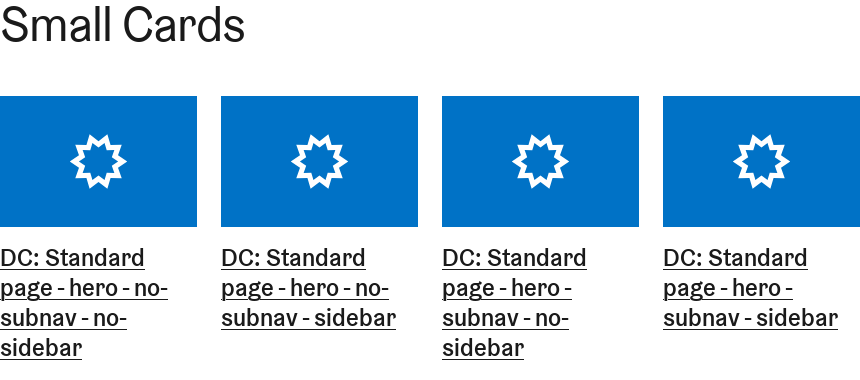 Small Cards
DC: Standard
page - hero - no-
subnav - no-
sidebar
DC: Standard
page - hero - no-
subnav - sidebar
DC: Standard
page - hero -
subnav - no-
sidebar
DC: Standard
page - hero -
subnav - sidebar